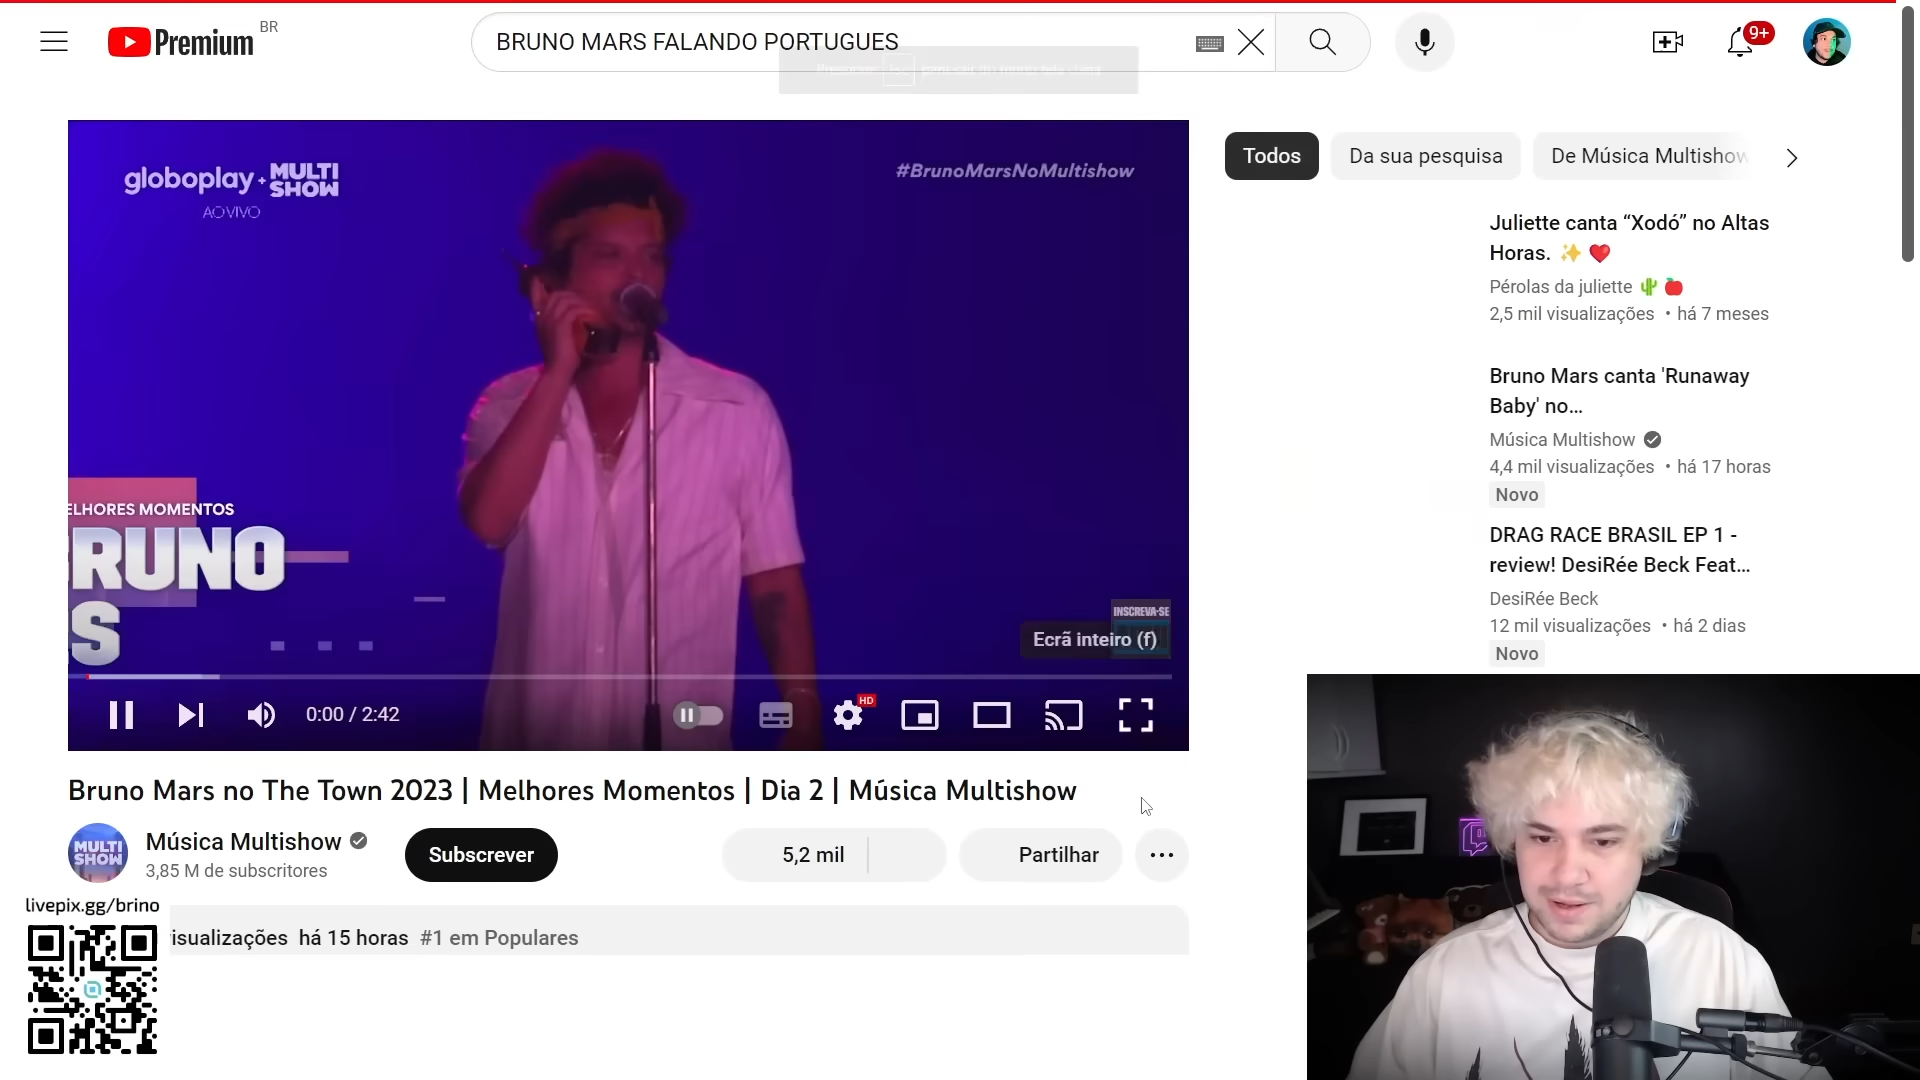 Premium BR
BRUNO MARS FALANDO PORTUGUES
9+
globoplay + MULTI SHOW
AO VIVO
#BrunoMarsNoMultishow
ELHORES MOMENTOS
RUNO
S
INSCREVA-SE
Ecrã inteiro (f)
0:00 / 2:42
HD
Bruno Mars no The Town 2023 | Melhores Momentos | Dia 2 | Música Multishow
MULTI SHOW
Música Multishow
3,85 M de subscritores
Subscrever
5,2 mil
Partilhar
livepix.gg/brino
isualizações há 15 horas #1 em Populares
Todos
Da sua pesquisa
De Música Multishow
Juliette canta “Xodó” no Altas
Horas. ✨ ❤️
Pérolas da juliette 🌵 🍎
2,5 mil visualizações • há 7 meses
Bruno Mars canta 'Runaway
Baby' no...
Música Multishow
4,4 mil visualizações • há 17 horas
Novo
DRAG RACE BRASIL EP 1 -
review! DesiRée Beck Feat...
DesiRée Beck
12 mil visualizações • há 2 dias
Novo